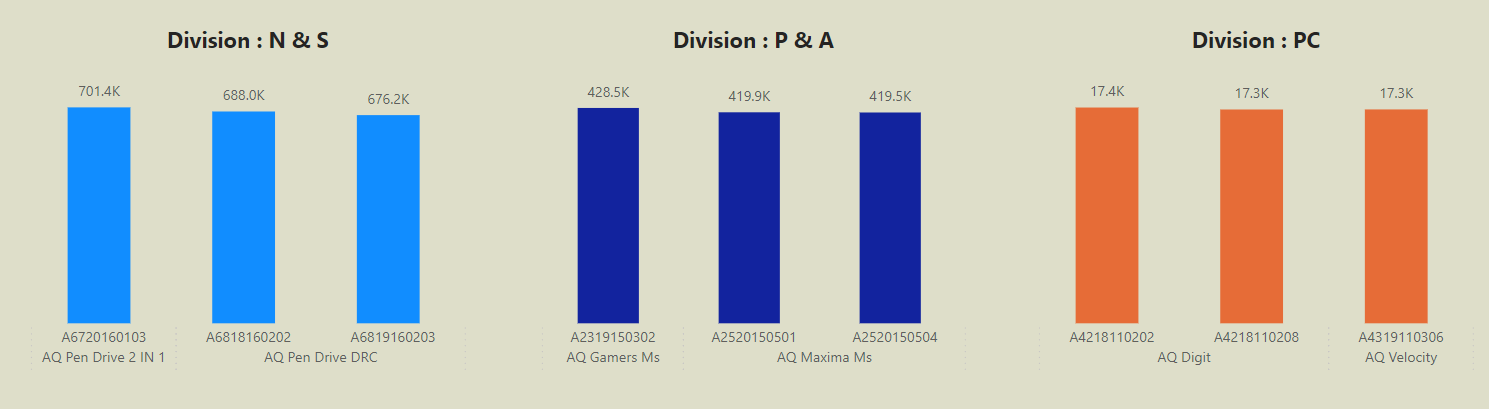 Division : N & S
701.4K
688.0K
676.2K
A6720160103
A6818160202
A6819160203
AQ Pen Drive 2 IN 1
AQ Pen Drive DRC
Division : P & A
428.5K
419.9K
419.5K
A2319150302
A2520150501
A2520150504
AQ Gamers Ms
AQ Maxima Ms
Division : PC
17.4K
17.3K
17.3K
A4218110202
A4218110208
A4319110306
AQ Digit
AQ Velocity